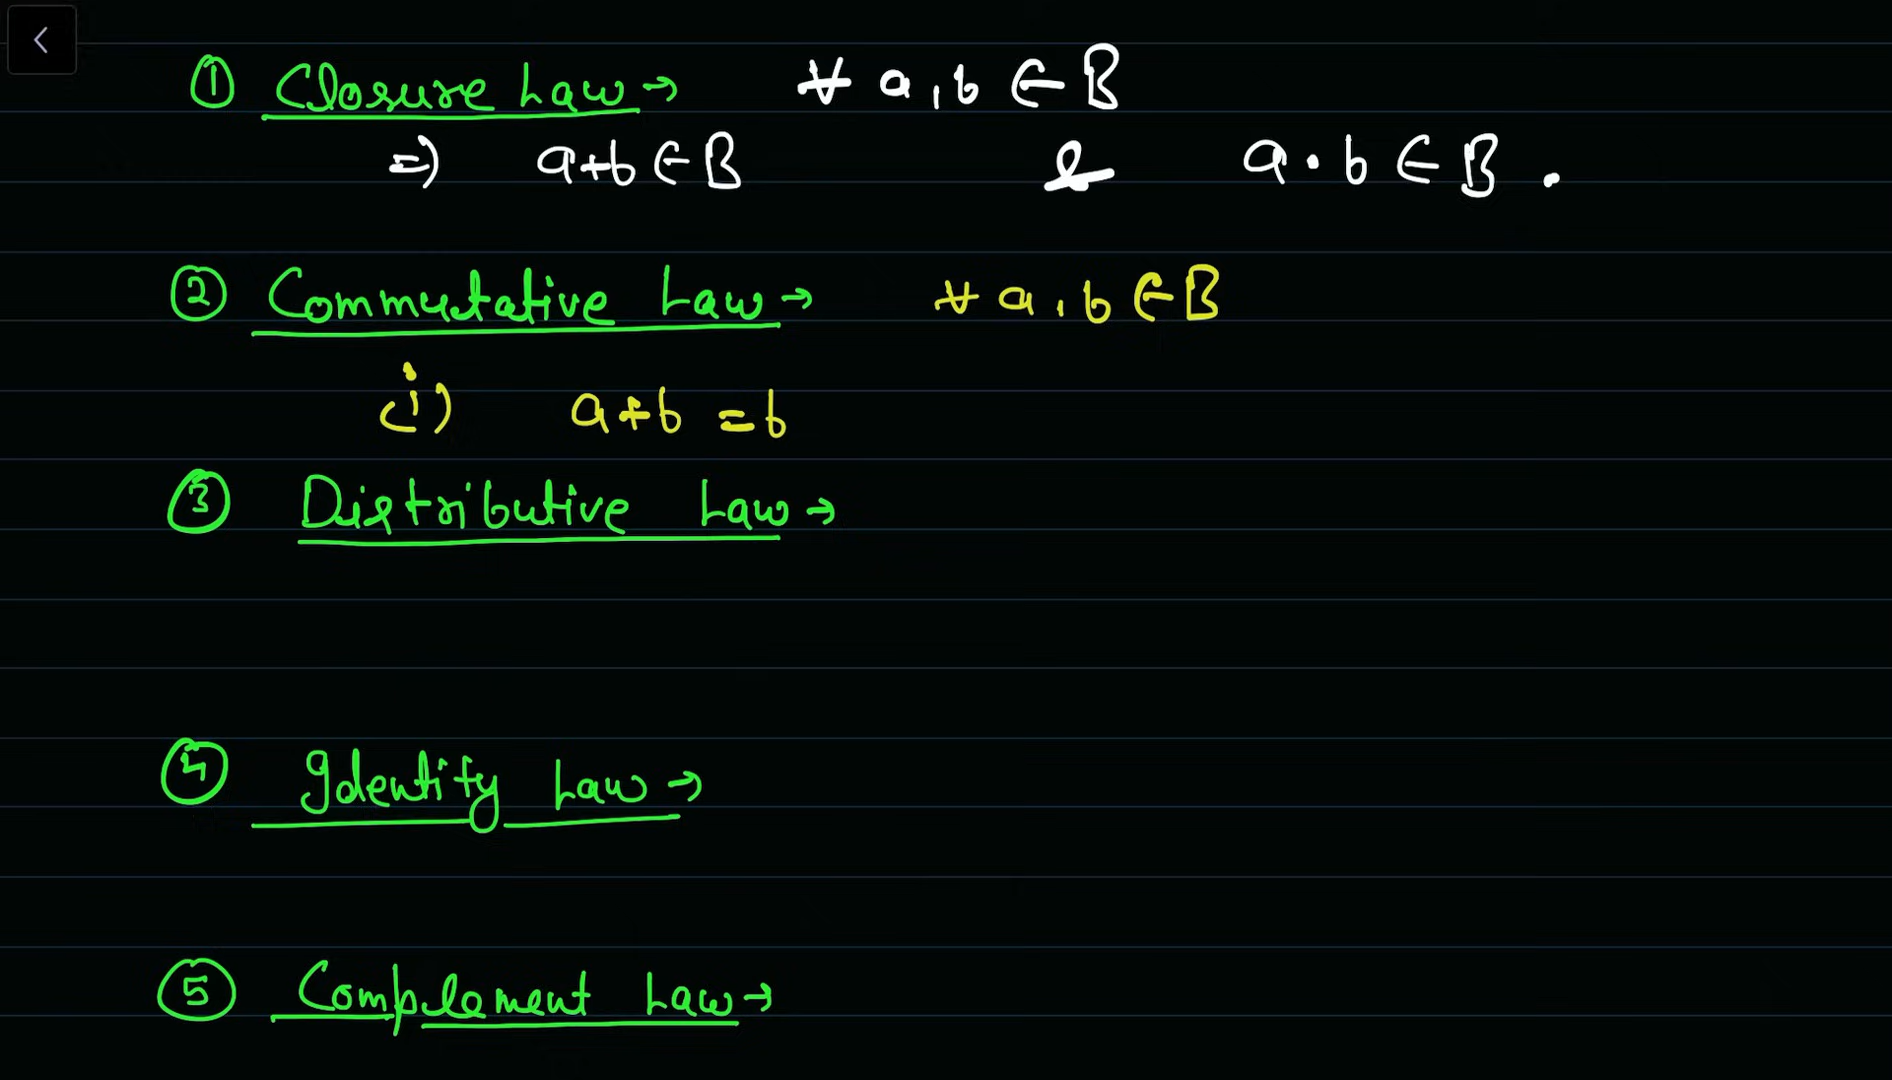 ① Closure Law → ∀ a, b ∈ B
⇒ a+b ∈ B & a • b ∈ B .
② Commutative Law → ∀ a, b ∈ B
(i) a+b = b
③ Distributive Law →
④ Identity Law →
⑤ Complement Law →